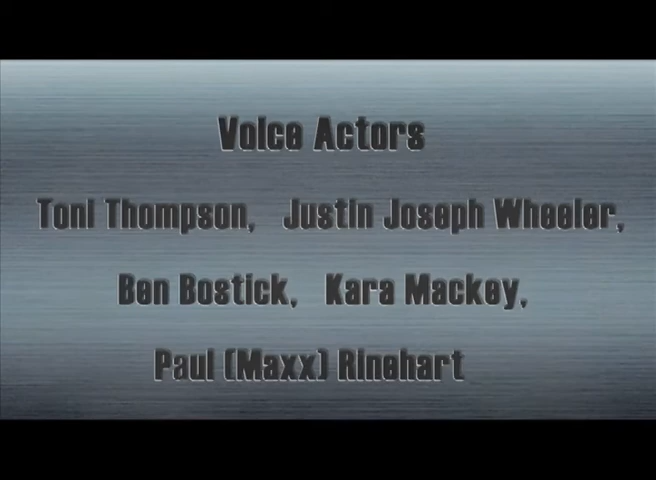 Voice Actors
Toni Thompson, Justin Joseph Wheeler,
Ben Bostick, Kara Mackey,
Paul (Maxx) Rinehart